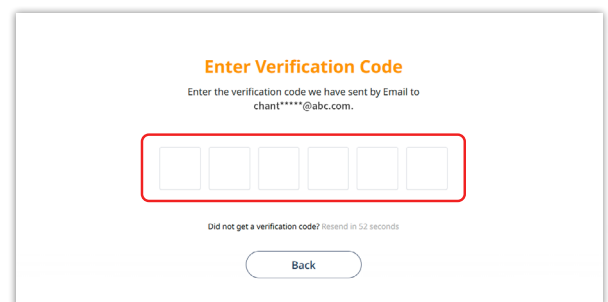 Enter Verification Code
Enter the verification code we have sent by Email to
chant*****@abc.com.
Did not get a verification code? Resend in 52 seconds
Back